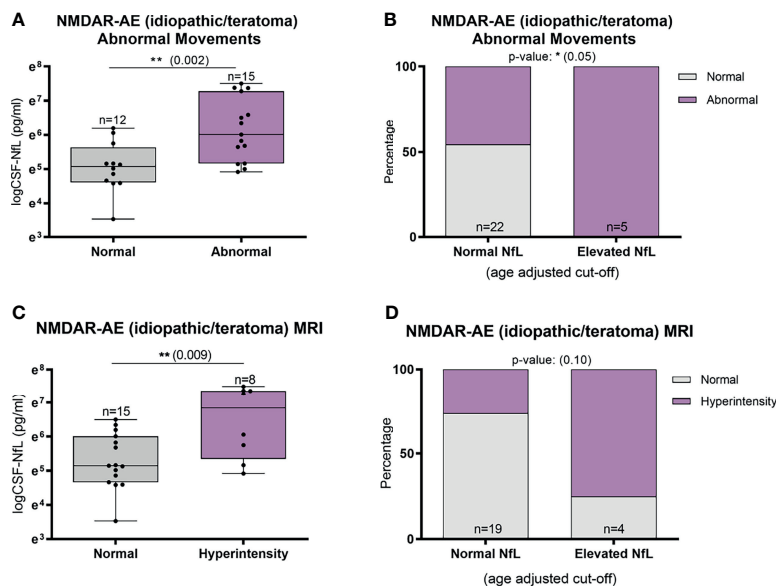 A
NMDAR-AE (idiopathic/teratoma)
Abnormal Movements
** (0.002)
n=15
n=12
e⁸
e⁷
e⁶
e⁵
e⁴
e³
logCSF-NfL (pg/ml)
Normal
Abnormal
B
NMDAR-AE (idiopathic/teratoma)
Abnormal Movements
p-value: * (0.05)
Normal
Abnormal
100
50
0
Percentage
n=22
n=5
Normal NfL
Elevated NfL
(age adjusted cut-off)
C
NMDAR-AE (idiopathic/teratoma) MRI
** (0.009)
n=8
n=15
e⁸
e⁷
e⁶
e⁵
e⁴
e³
logCSF-NfL (pg/ml)
Normal
Hyperintensity
D
NMDAR-AE (idiopathic/teratoma) MRI
p-value: (0.10)
Normal
Hyperintensity
100
50
0
Percentage
n=19
n=4
Normal NfL
Elevated NfL
(age adjusted cut-off)